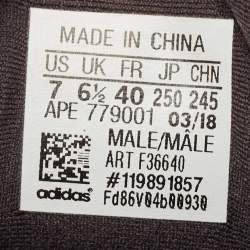 MADE IN CHINA
US UK FR JP CHN
7 6½ 40 250 245
APE 779001 03/18
MALE/MÂLE
ART F36640
#119891857
adidas
Fd86V04b00930